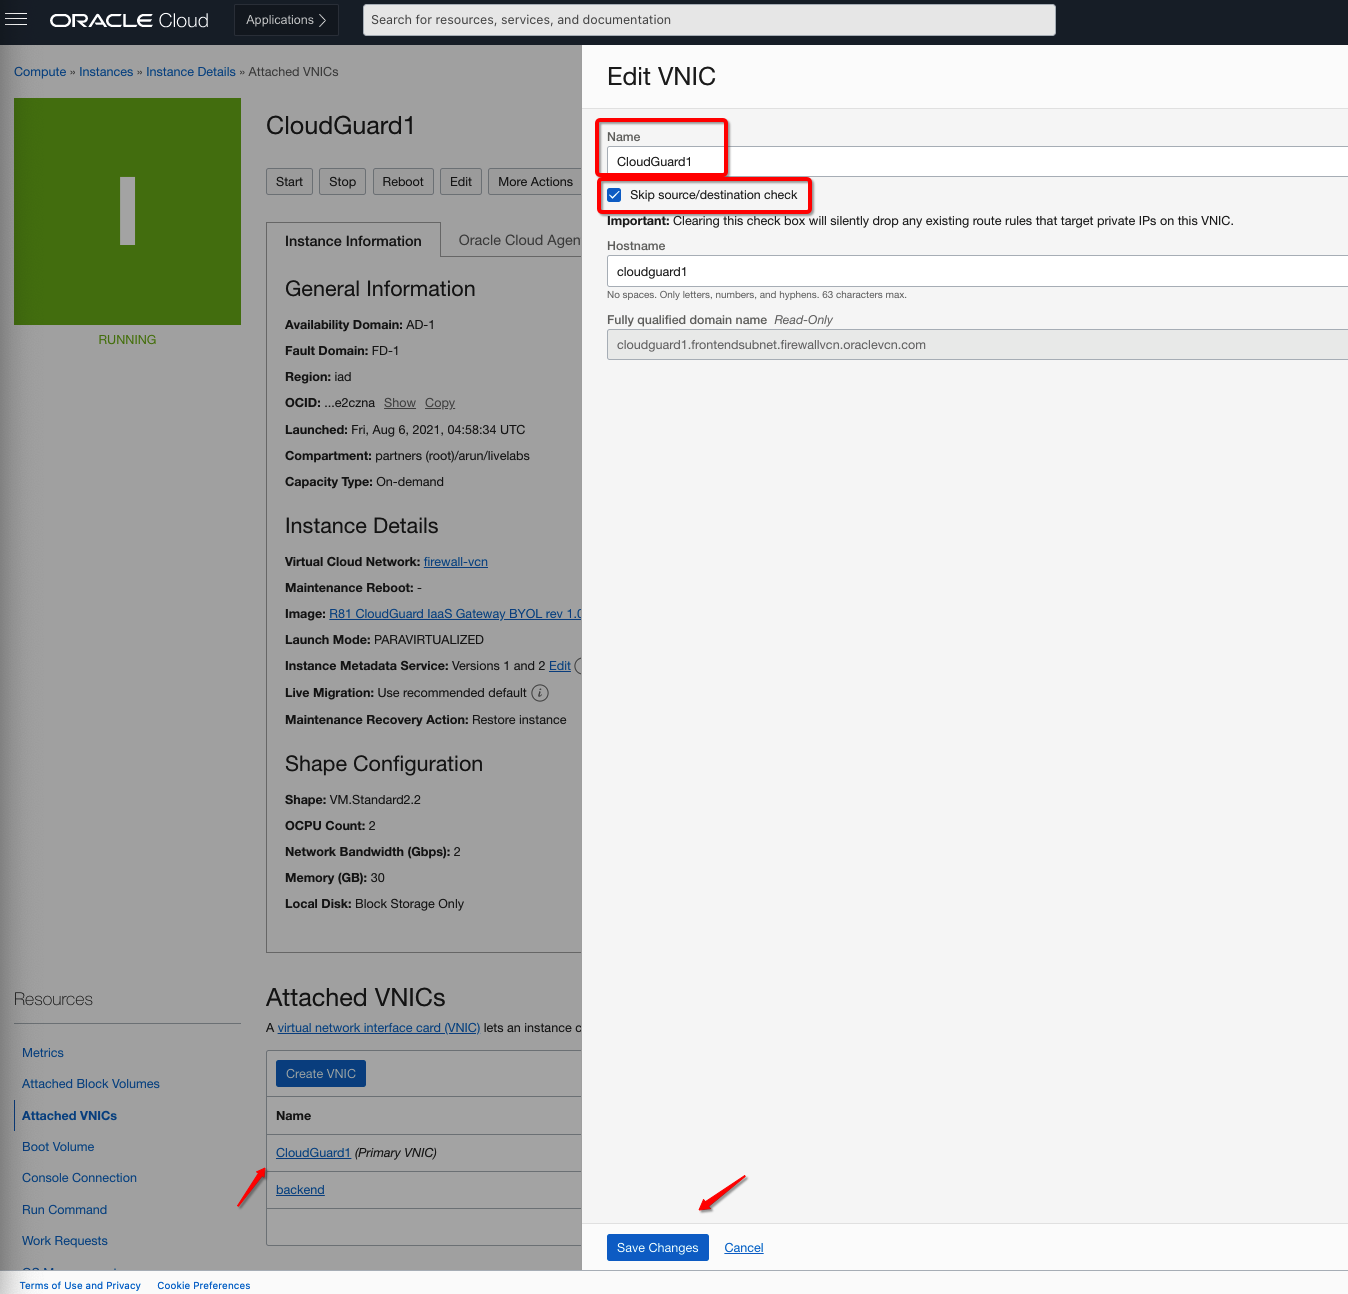 ORACLE Cloud
Applications
Search for resources, services, and documentation
Compute » Instances » Instance Details » Attached VNICs
RUNNING
CloudGuard1
Start Stop Reboot Edit More Actions
Instance Information Oracle Cloud Agen
General Information
Availability Domain: AD-1
Fault Domain: FD-1
Region: iad
OCID: ...e2czna Show Copy
Launched: Fri, Aug 6, 2021, 04:58:34 UTC
Compartment: partners (root)/arun/livelabs
Capacity Type: On-demand
Instance Details
Virtual Cloud Network: firewall-vcn
Maintenance Reboot: -
Image: R81 CloudGuard IaaS Gateway BYOL rev 1.0
Launch Mode: PARAVIRTUALIZED
Instance Metadata Service: Versions 1 and 2 Edit
Live Migration: Use recommended default
Maintenance Recovery Action: Restore instance
Shape Configuration
Shape: VM.Standard2.2
OCPU Count: 2
Network Bandwidth (Gbps): 2
Memory (GB): 30
Local Disk: Block Storage Only
Resources
Metrics
Attached Block Volumes
Attached VNICs
Boot Volume
Console Connection
Run Command
Work Requests
Attached VNICs
A virtual network interface card (VNIC) lets an instance c
Create VNIC
Name
CloudGuard1 (Primary VNIC)
backend
Edit VNIC
Name
CloudGuard1
Skip source/destination check
Important: Clearing this check box will silently drop any existing route rules that target private IPs on this VNIC.
Hostname
cloudguard1
No spaces. Only letters, numbers, and hyphens. 63 characters max.
Fully qualified domain name Read-Only
cloudguard1.frontendsubnet.firewallvcn.oraclevcn.com
Save Changes Cancel
Terms of Use and Privacy Cookie Preferences